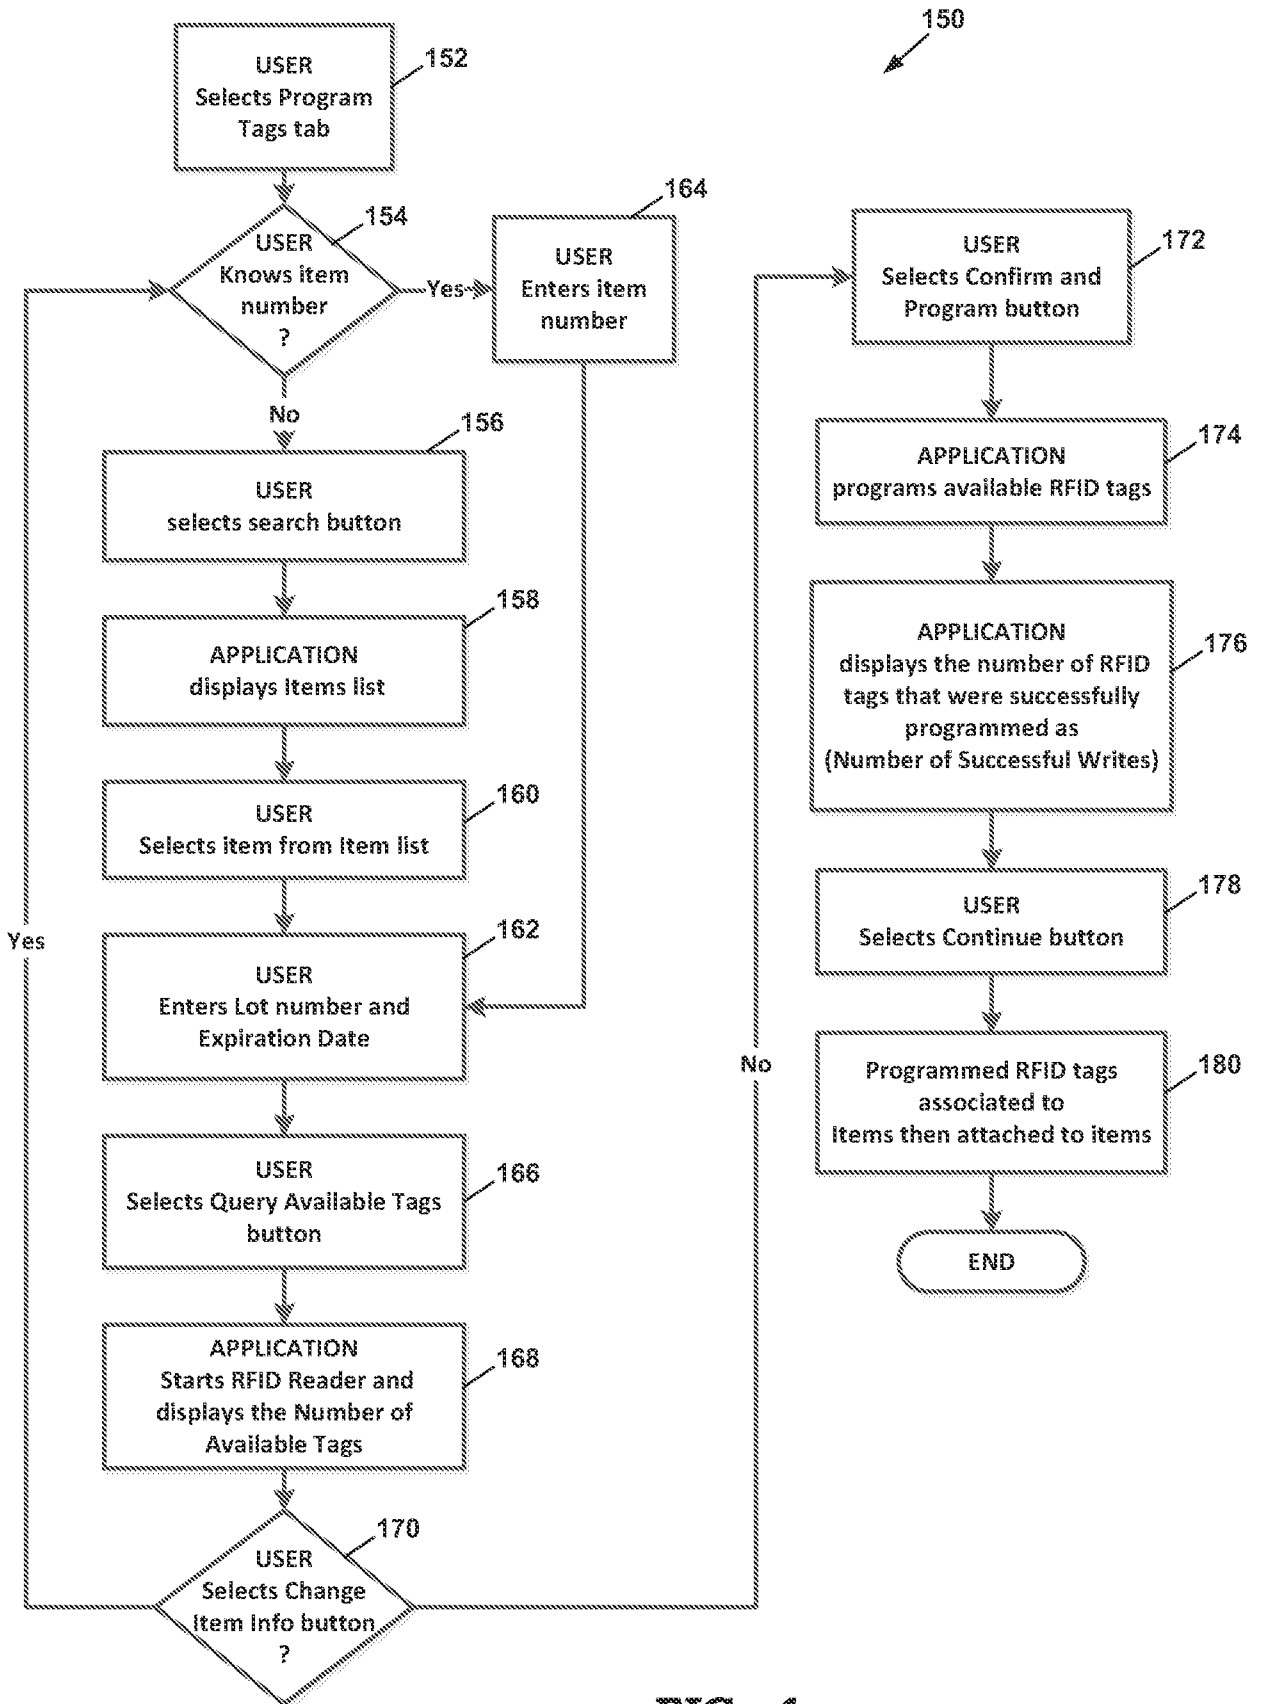 150
152
USER
Selects Program
Tags tab
154
USER
Knows item
number
?
Yes
164
USER
Enters item
number
No
156
USER
selects search button
158
APPLICATION
displays Items list
160
USER
Selects item from Item list
162
USER
Enters Lot number and
Expiration Date
166
USER
Selects Query Available Tags
button
168
APPLICATION
Starts RFID Reader and
displays the Number of
Available Tags
170
USER
Selects Change
Item Info button
?
Yes
No
172
USER
Selects Confirm and
Program button
174
APPLICATION
programs available RFID tags
176
APPLICATION
displays the number of RFID
tags that were successfully
programmed as
(Number of Successful Writes)
178
USER
Selects Continue button
180
Programmed RFID tags
associated to
Items then attached to items
END